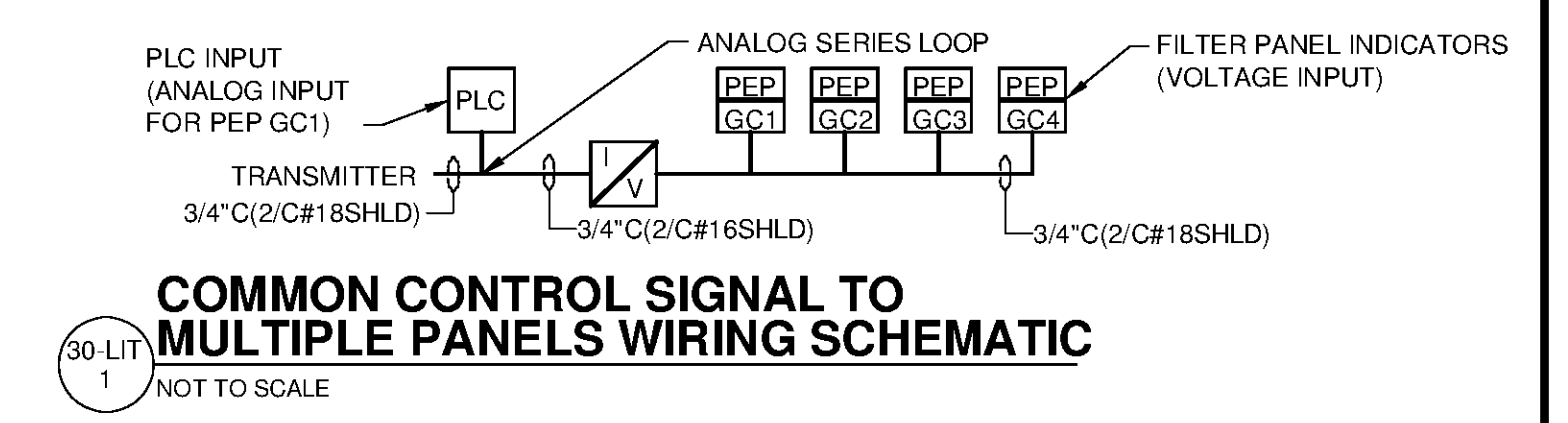 PLC INPUT
(ANALOG INPUT
FOR PEP GC1)
PLC
ANALOG SERIES LOOP
PEP
GC1
PEP
GC2
PEP
GC3
PEP
GC4
FILTER PANEL INDICATORS
(VOLTAGE INPUT)
TRANSMITTER
3/4"C(2/C#18SHLD)
I
V
3/4"C(2/C#16SHLD)
3/4"C(2/C#18SHLD)
30-LIT
1
COMMON CONTROL SIGNAL TO
MULTIPLE PANELS WIRING SCHEMATIC
NOT TO SCALE